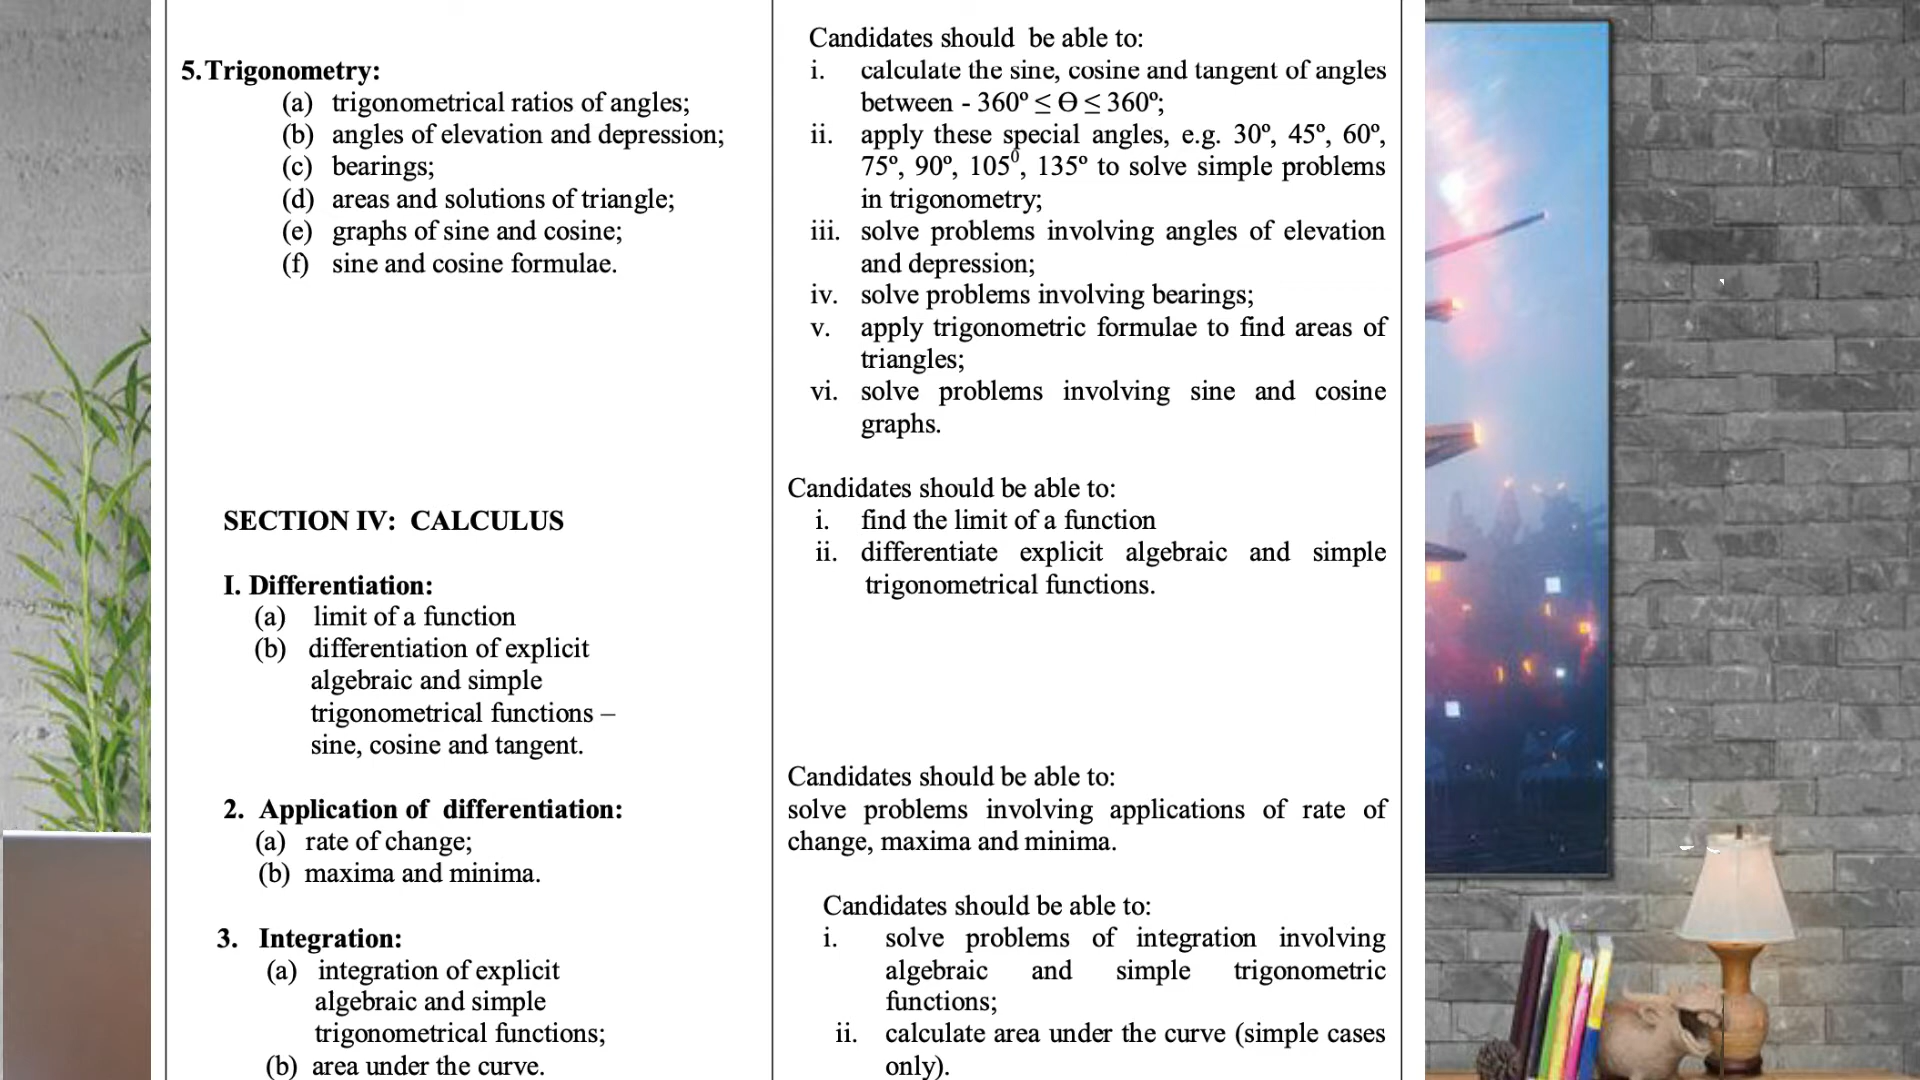 5. Trigonometry:
(a) trigonometrical ratios of angles;
(b) angles of elevation and depression;
(c) bearings;
(d) areas and solutions of triangle;
(e) graphs of sine and cosine;
(f) sine and cosine formulae.
Candidates should be able to:
i. calculate the sine, cosine and tangent of angles
between - 360º ≤ Ɵ ≤ 360º;
ii. apply these special angles, e.g. 30º, 45º, 60º,
75º, 90º, 105⁰, 135º to solve simple problems
in trigonometry;
iii. solve problems involving angles of elevation
and depression;
iv. solve problems involving bearings;
v. apply trigonometric formulae to find areas of
triangles;
vi. solve problems involving sine and cosine
graphs.
SECTION IV: CALCULUS
I. Differentiation:
(a) limit of a function
(b) differentiation of explicit
algebraic and simple
trigonometrical functions –
sine, cosine and tangent.
Candidates should be able to:
i. find the limit of a function
ii. differentiate explicit algebraic and simple
trigonometrical functions.
2. Application of differentiation:
(a) rate of change;
(b) maxima and minima.
Candidates should be able to:
solve problems involving applications of rate of
change, maxima and minima.
3. Integration:
(a) integration of explicit
algebraic and simple
trigonometrical functions;
(b) area under the curve.
Candidates should be able to:
i. solve problems of integration involving
algebraic and simple trigonometric
functions;
ii. calculate area under the curve (simple cases
only).